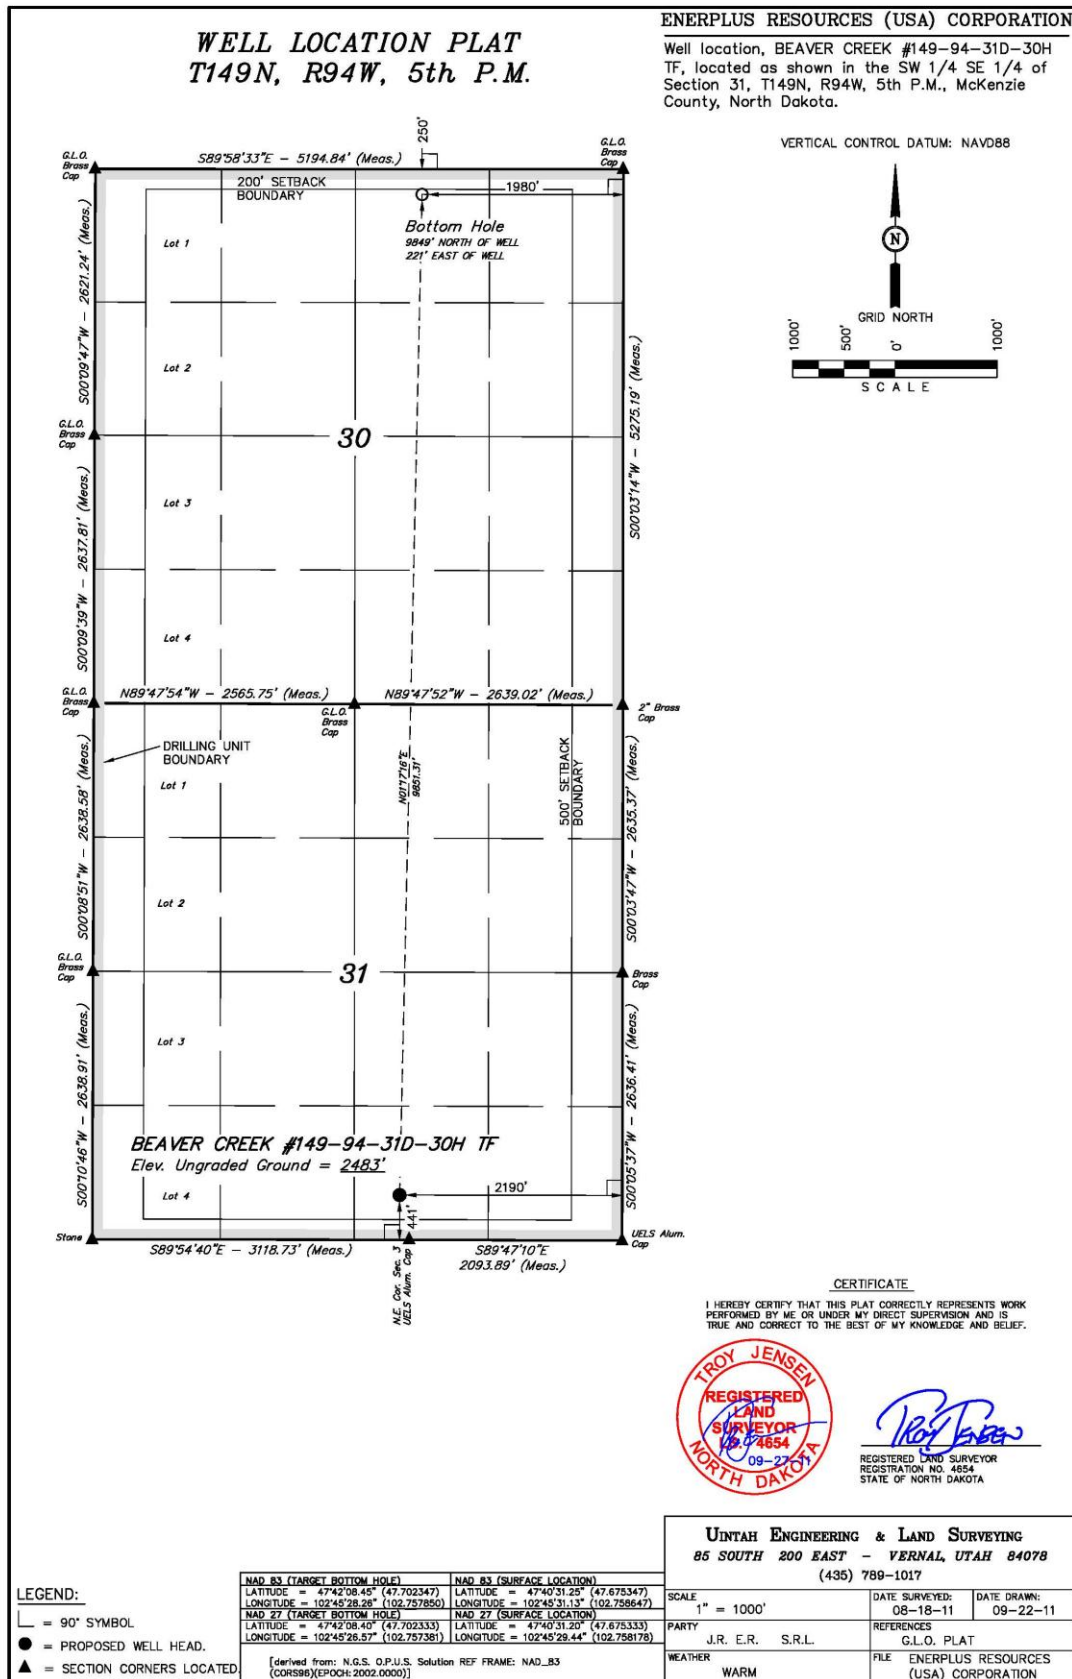 WELL LOCATION PLAT
T149N, R94W, 5th P.M.
ENERPLUS RESOURCES (USA) CORPORATION
Well location, BEAVER CREEK #149-94-31D-30H
TF, located as shown in the SW 1/4 SE 1/4 of
Section 31, T149N, R94W, 5th P.M., McKenzie
County, North Dakota.
VERTICAL CONTROL DATUM: NAVD88
N
GRID NORTH
1000'
500'
0'
1000'
SCALE
250'
G.L.O.
Brass
Cap
S89°58'33"E - 5194.84' (Meas.)
G.L.O.
Brass
Cap
200' SETBACK
BOUNDARY
1980'
Bottom Hole
9849' NORTH OF WELL
221' EAST OF WELL
Lot 1
S00°09'47"W - 2621.24' (Meas.)
Lot 2
S00°03'14"W - 5275.19' (Meas.)
G.L.O.
Brass
Cap
30
Lot 3
S00°09'39"W - 2637.81' (Meas.)
Lot 4
G.L.O.
Brass
Cap
N89°47'54"W - 2565.75' (Meas.)
N89°47'52"W - 2639.02' (Meas.)
G.L.O.
Brass
Cap
2" Brass
Cap
DRILLING UNIT
BOUNDARY
Lot 1
N01°17'16"E
9851.31'
500' SETBACK
BOUNDARY
S00°08'51"W - 2638.58' (Meas.)
S00°03'47"W - 2635.37' (Meas.)
Lot 2
G.L.O.
Brass
Cap
31
Brass
Cap
Lot 3
S00°10'46"W - 2638.91' (Meas.)
S00°05'37"W - 2636.41' (Meas.)
BEAVER CREEK #149-94-31D-30H TF
Elev. Ungraded Ground = 2483'
Lot 4
2190'
441'
Stone
UELS Alum.
Cap
S89°54'40"E - 3118.73' (Meas.)
S89°47'10"E
2093.89' (Meas.)
N.E. Cor. Sec. 3
UELS Alum. Cap
CERTIFICATE
I HEREBY CERTIFY THAT THIS PLAT CORRECTLY REPRESENTS WORK
PERFORMED BY ME OR UNDER MY DIRECT SUPERVISION AND IS
TRUE AND CORRECT TO THE BEST OF MY KNOWLEDGE AND BELIEF.
TROY JENSEN
REGISTERED
LAND
SURVEYOR
4654
09-27-11
NORTH DAKOTA
Troy Jensen
REGISTERED LAND SURVEYOR
REGISTRATION NO. 4654
STATE OF NORTH DAKOTA
UINTAH ENGINEERING & LAND SURVEYING
85 SOUTH 200 EAST - VERNAL, UTAH 84078
(435) 789-1017
SCALE
1" = 1000'
DATE SURVEYED:
08-18-11
DATE DRAWN:
09-22-11
PARTY
J.R. E.R. S.R.L.
REFERENCES
G.L.O. PLAT
WEATHER
WARM
FILE
ENERPLUS RESOURCES
(USA) CORPORATION
LEGEND:
= 90° SYMBOL
= PROPOSED WELL HEAD.
= SECTION CORNERS LOCATED
NAD 83 (TARGET BOTTOM HOLE)
LATITUDE = 47°42'08.45" (47.702347)
LONGITUDE = 102°45'28.26" (102.757850)
NAD 27 (TARGET BOTTOM HOLE)
LATITUDE = 47°42'08.40" (47.702333)
LONGITUDE = 102°45'26.57" (102.757381)
NAD 83 (SURFACE LOCATION)
LATITUDE = 47°40'31.25" (47.675347)
LONGITUDE = 102°45'31.13" (102.758647)
NAD 27 (SURFACE LOCATION)
LATITUDE = 47°40'31.20" (47.675333)
LONGITUDE = 102°45'29.44" (102.758178)
[derived from: N.G.S. O.P.U.S. Solution REF FRAME: NAD_83
(CORS96)(EPOCH: 2002.0000)]